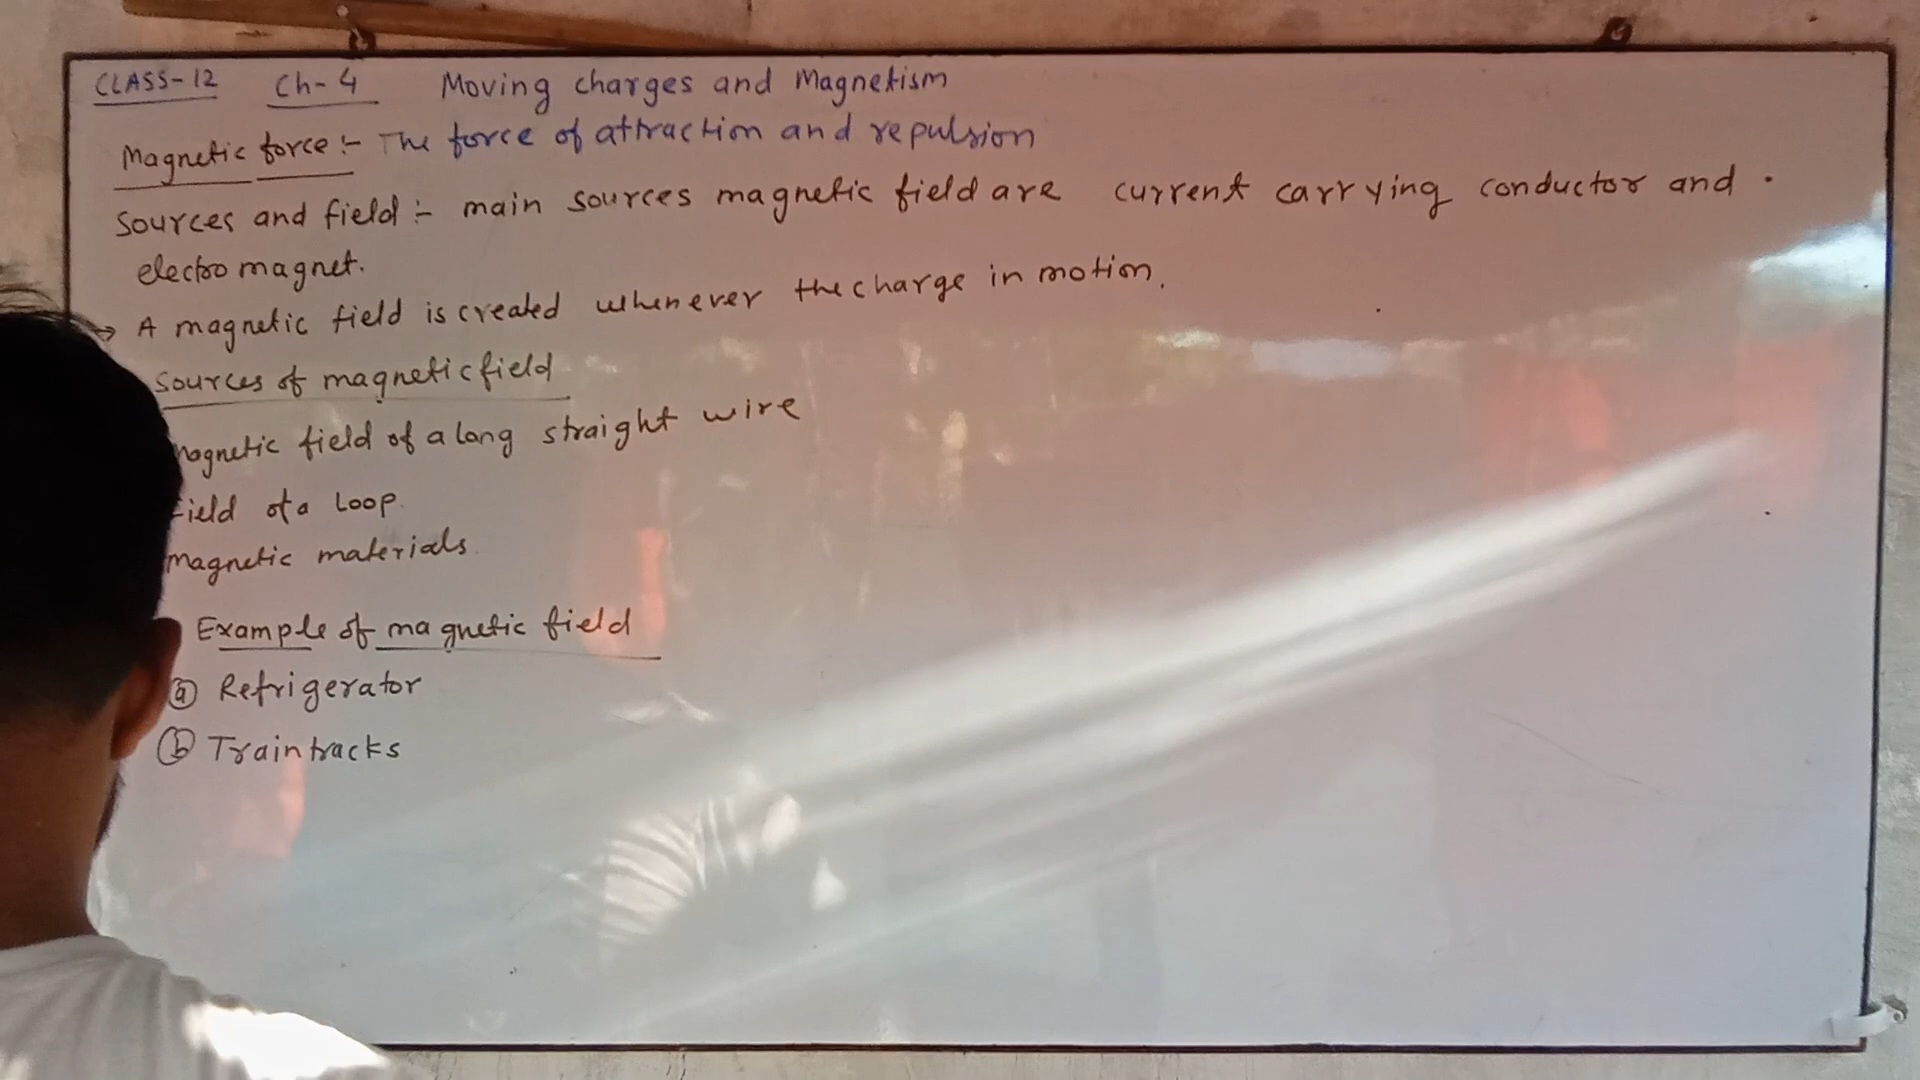 CLASS-12 Ch-4 Moving charges and Magnetism
Magnetic force :- The force of attraction and repulsion
Sources and field :- main sources magnetic field are current carrying conductor and
electro magnet.
→ A magnetic field is created whenever the charge in motion.
Sources of magnetic field
magnetic field of a long straight wire
Field of a Loop.
magnetic materials.
Example of magnetic field
(a) Refrigerator
(b) Train tracks